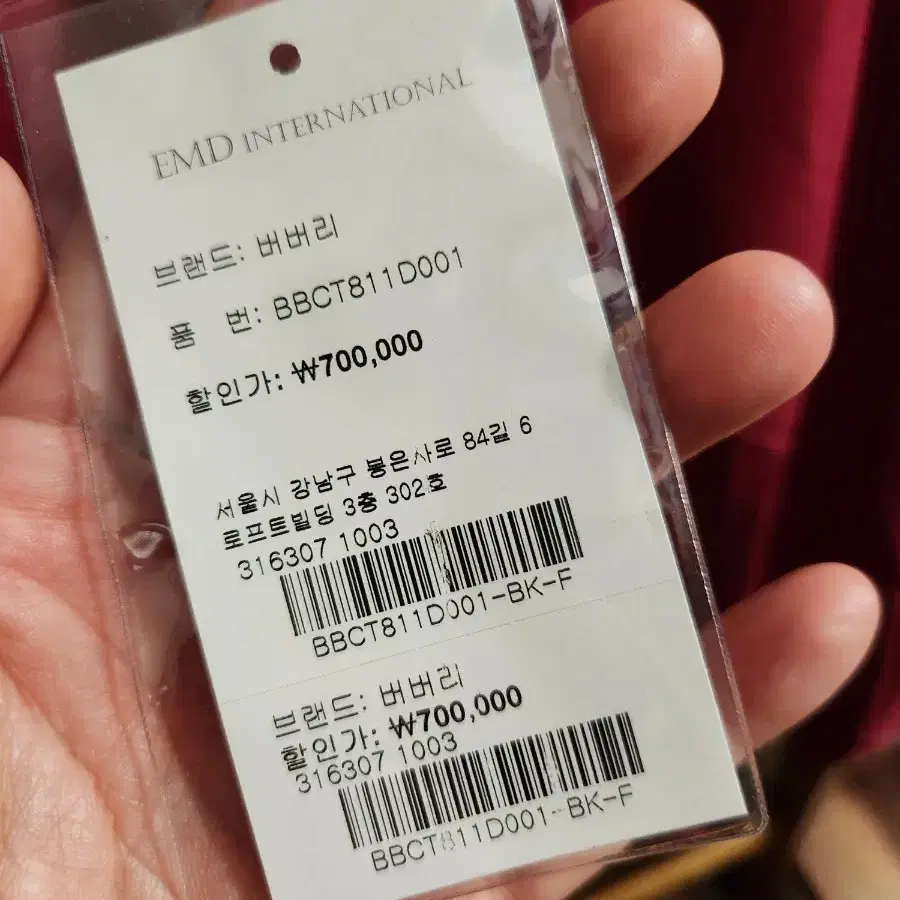 EMD INTERNATIONAL
브랜드: 버버리
품 번: BBCT811D001
할인가: ₩700,000
서울시 강남구 봉은사로 84길 6
로프트빌딩 3층 302호
316307 1003
BBCT811D001-BK-F
브랜드: 버버리
할인가: ₩700,000
316307 1003
BBCT811D001-BK-F